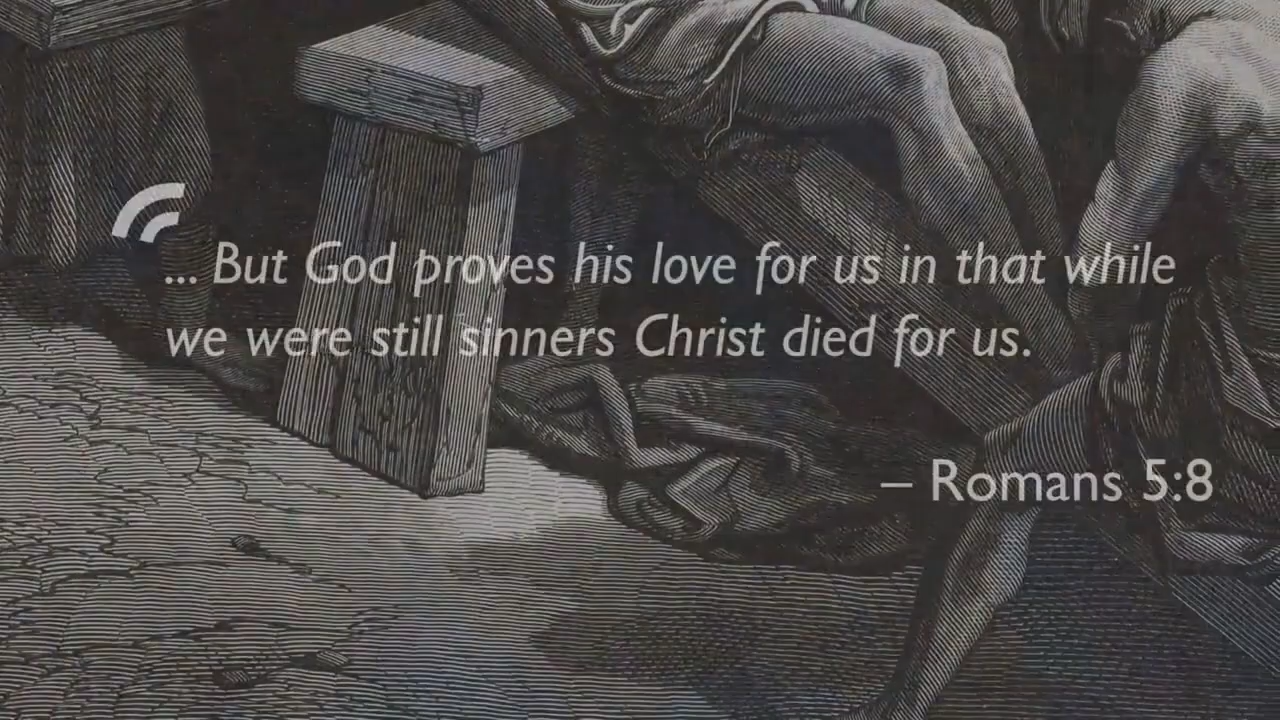 ... But God proves his love for us in that while
we were still sinners Christ died for us.
– Romans 5:8